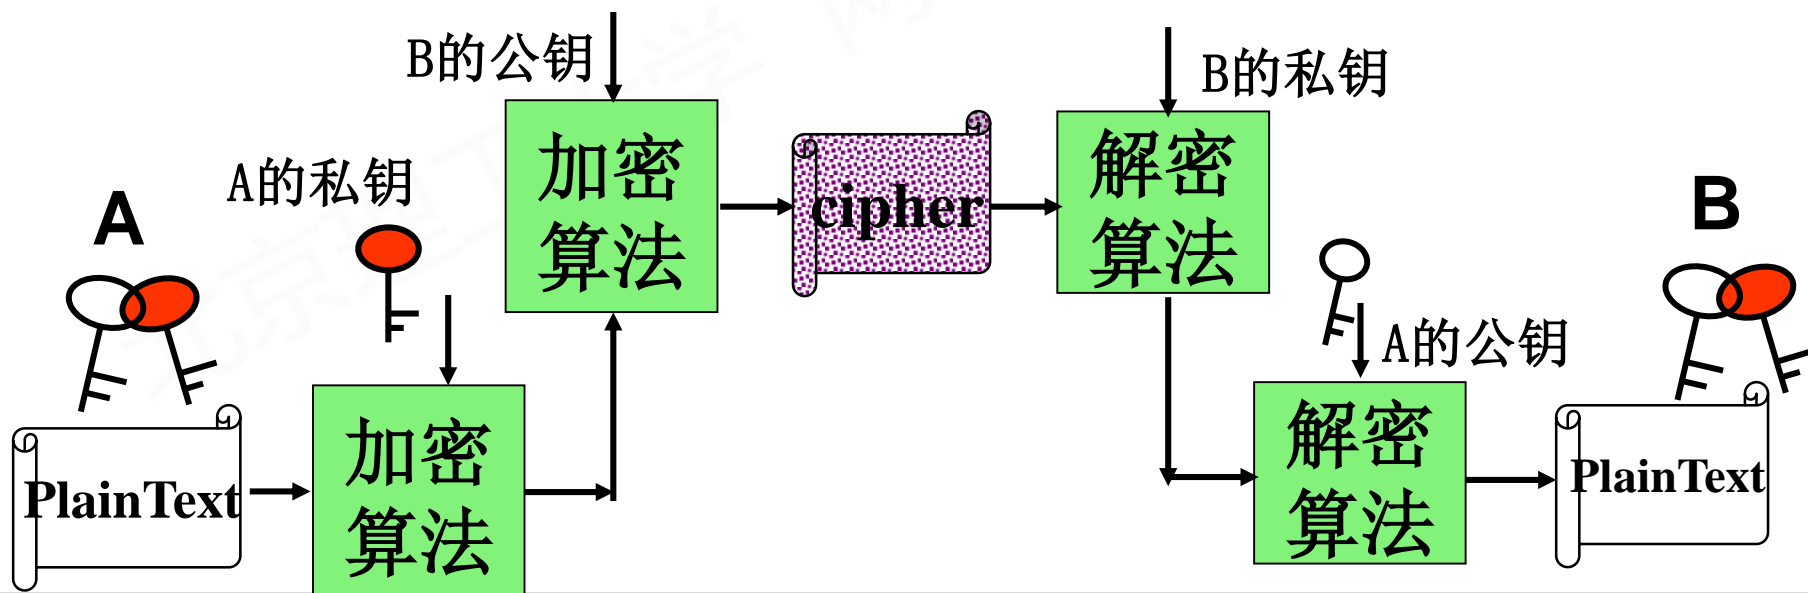 B的公钥
B的私钥
加密
算法
cipher
解密
算法
A的私钥
A
B
A的公钥
PlainText
加密
算法
解密
算法
PlainText